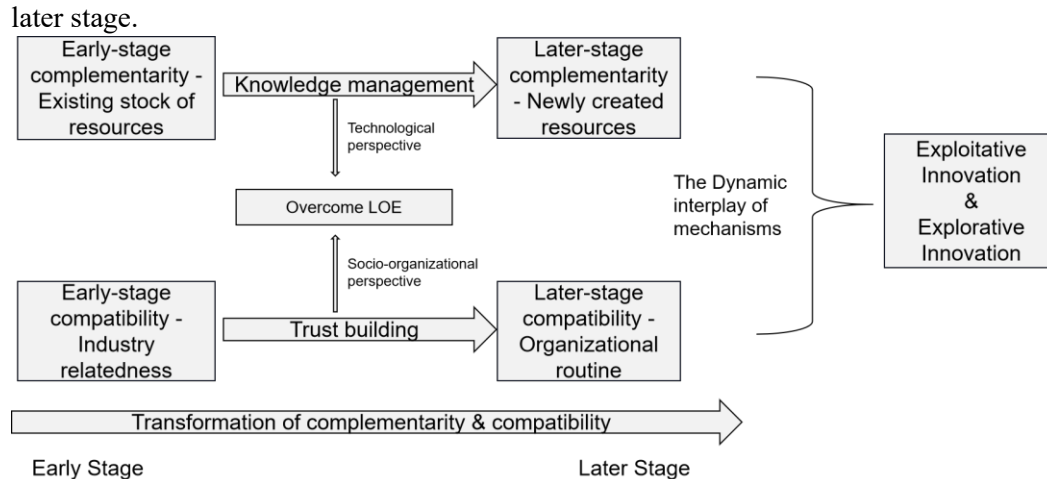 later stage.
Early-stage
complementarity -
Existing stock of
resources
Knowledge management
Later-stage
complementarity
- Newly created
resources
Technological
perspective
Overcome LOE
Socio-organizational
perspective
Early-stage
compatibility -
Industry
relatedness
Trust building
Later-stage
compatibility -
Organizational
routine
The Dynamic
interplay of
mechanisms
Exploitative
Innovation
&
Explorative
Innovation
Transformation of complementarity & compatibility
Early Stage
Later Stage